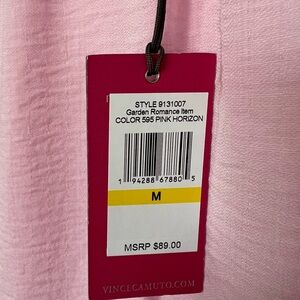 STYLE 9131007
Garden Romance Item
COLOR 595 PINK HORIZON
1 94288 67880 5
M
MSRP $89.00
VINCECAMUTO.COM